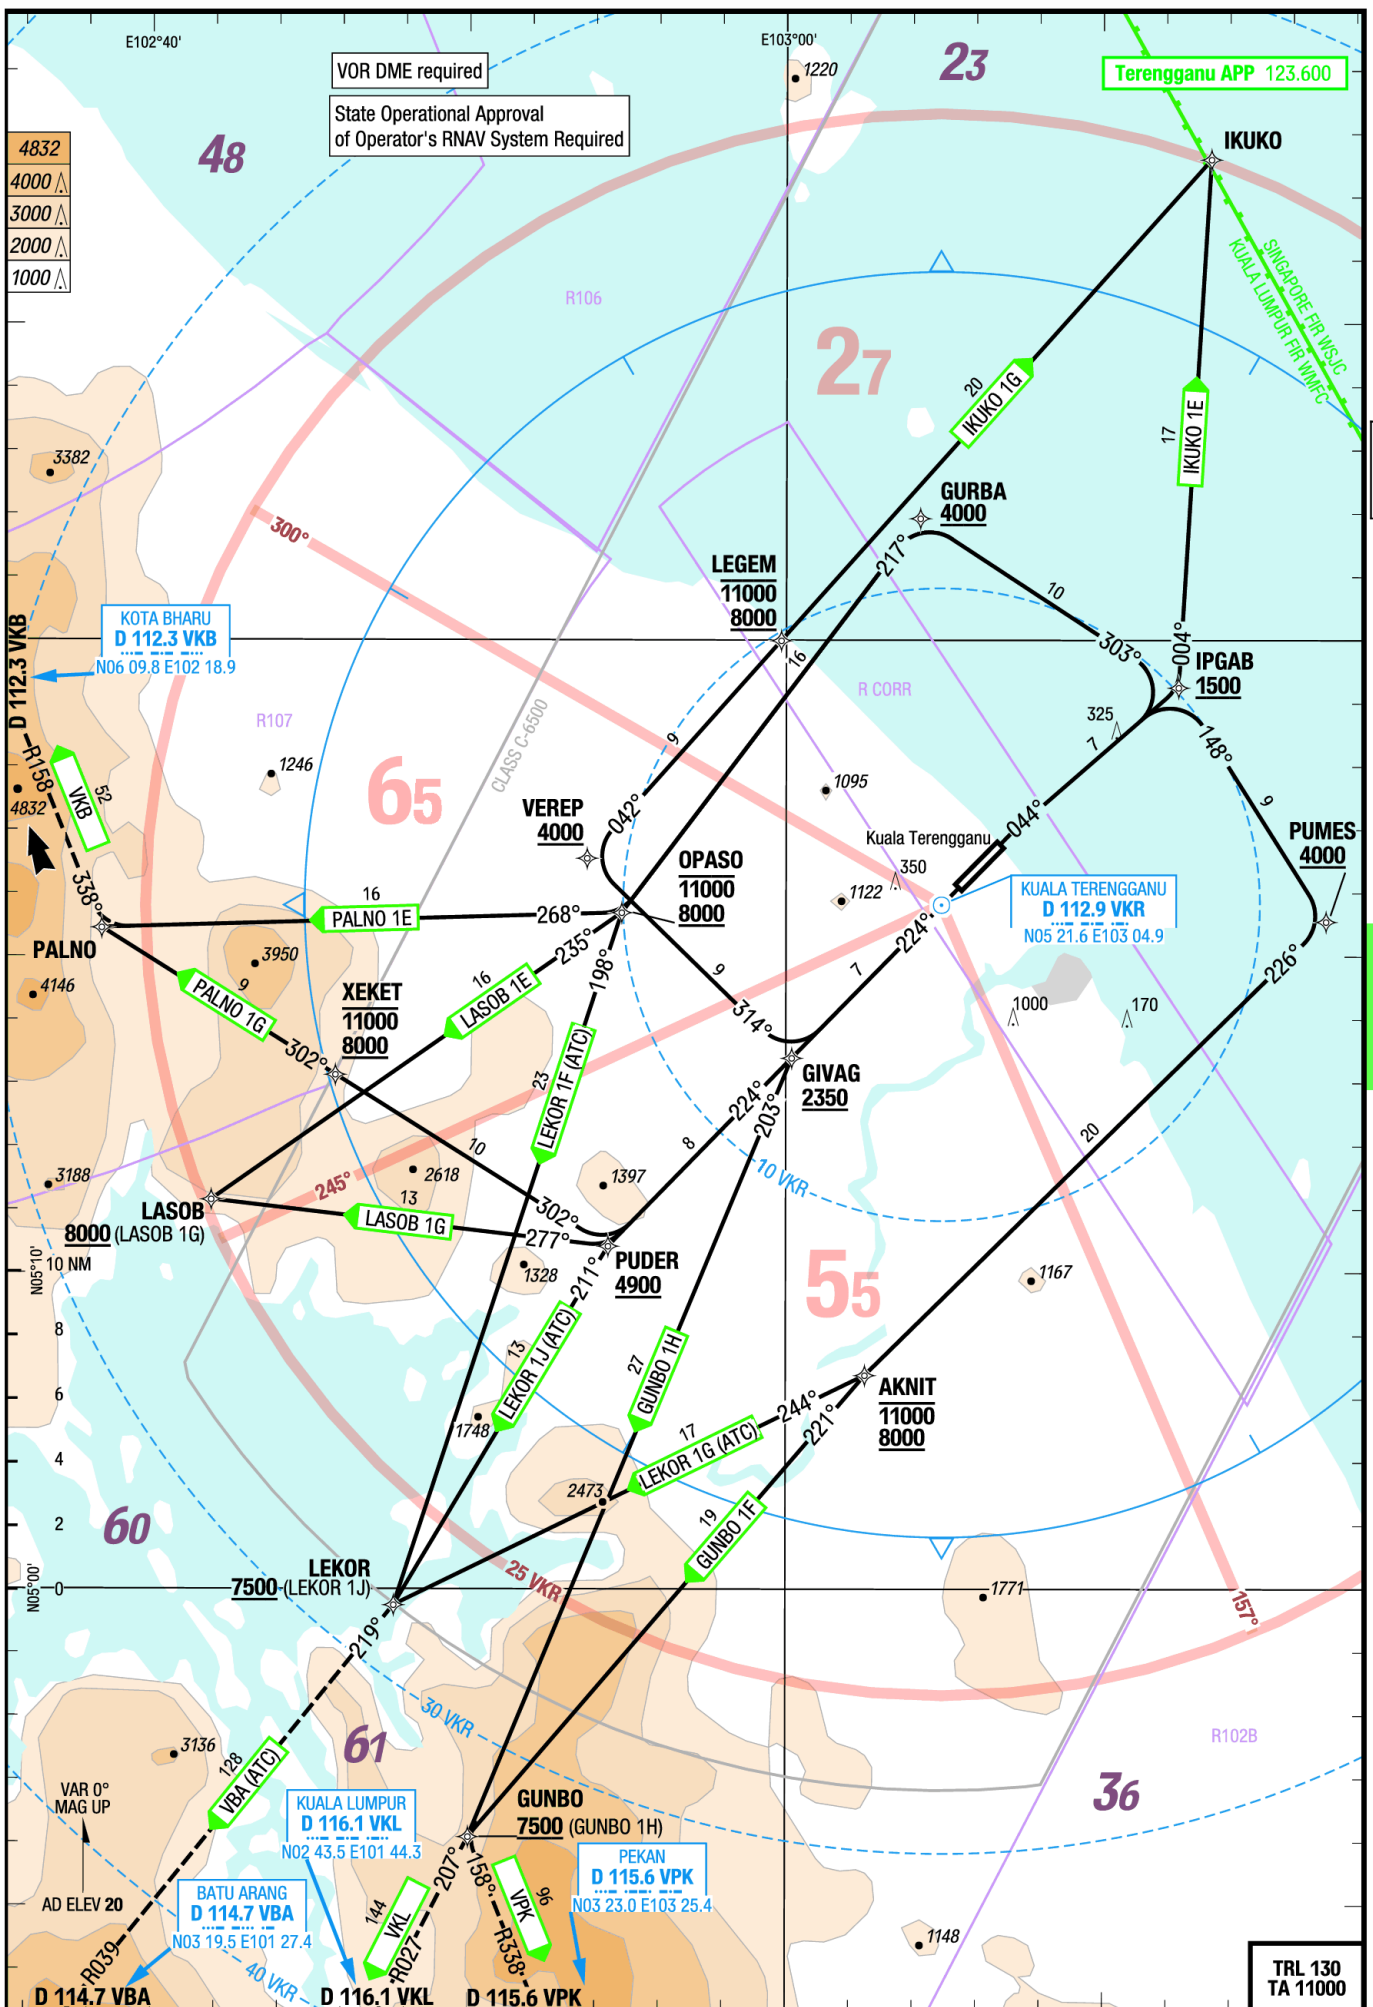 E102°40'
E103°00'
VOR DME required
State Operational Approval
of Operator's RNAV System Required
1220
23
Terengganu APP 123.600
48
IKUKO
4832
4000
3000
2000
1000
SINGAPORE FIR WSJC
KUALA LUMPUR FIR WMFC
R106
27
20
IKUKO 1G
17
IKUKO 1E
3382
300°
GURBA
4000
217°
LEGEM
11000
8000
10
303°
004°
IPGAB
1500
16
D 112.3 VKB
KOTA BHARU
D 112.3 VKB
N06 09.8 E102 18.9
R CORR
R107
CLASS C-6500
325
7
148°
9
R158
VKB
52
4832
1246
65
9
042°
VEREP
4000
1095
044°
Kuala Terengganu
PUMES
4000
OPASO
11000
8000
350
1122
338°
16
PALNO 1E
268°
KUALA TERENGGANU
D 112.9 VKR
N05 21.6 E103 04.9
PALNO
235°
224°
198°
3950
4146
9
PALNO 1G
XEKET
11000
8000
16
LASOB 1E
9
7
226°
314°
1000
170
302°
GIVAG
2350
23
LEKOR 1F (ATC)
224°
203°
8
20
10
10 VKR
3188
245°
2618
1397
13
LASOB 1G
302°
277°
LASOB
8000 (LASOB 1G)
PUDER
4900
N05°10'
10 NM
1328
211°
1167
55
8
13
LEKOR 1J (ATC)
27
GUNBO 1H
6
AKNIT
11000
8000
244°
221°
1748
17
LEKOR 1G (ATC)
4
2473
19
GUNBO 1F
2
60
LEKOR
7500 (LEKOR 1J)
25 VKR
N05°00'
0
1771
157°
219°
30 VKR
61
3136
128
VBA (ATC)
R102B
VAR 0°
MAG UP
36
KUALA LUMPUR
D 116.1 VKL
N02 43.5 E101 44.3
GUNBO
7500 (GUNBO 1H)
PEKAN
D 115.6 VPK
N03 23.0 E103 25.4
207°
158°
AD ELEV 20
BATU ARANG
D 114.7 VBA
N03 19.5 E101 27.4
144
VKL
VPK
96
R039
R027
R338
1148
40 VKR
D 114.7 VBA
D 116.1 VKL
D 115.6 VPK
TRL 130
TA 11000